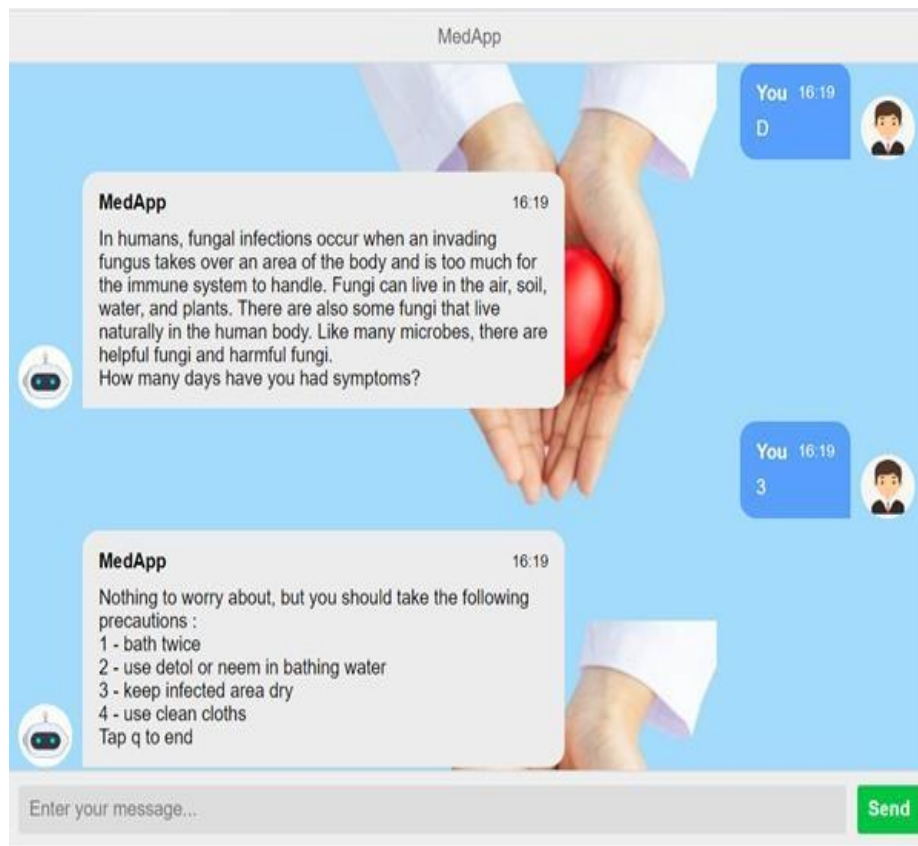 MedApp
You 16:19
D
MedApp 16:19
In humans, fungal infections occur when an invading
fungus takes over an area of the body and is too much for
the immune system to handle. Fungi can live in the air, soil,
water, and plants. There are also some fungi that live
naturally in the human body. Like many microbes, there are
helpful fungi and harmful fungi.
How many days have you had symptoms?
You 16:19
3
MedApp 16:19
Nothing to worry about, but you should take the following
precautions :
1 - bath twice
2 - use detol or neem in bathing water
3 - keep infected area dry
4 - use clean cloths
Tap q to end
Enter your message...
Send